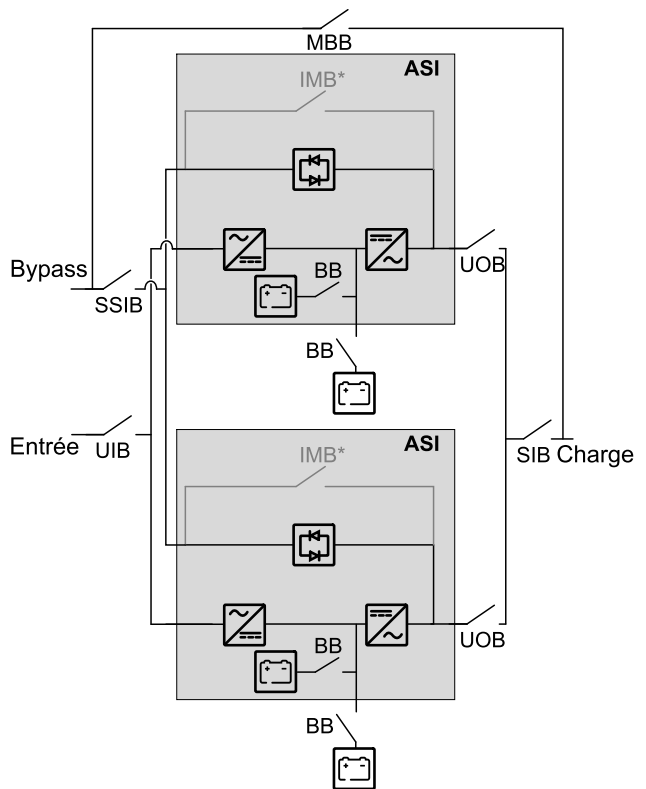 MBB
ASI
IMB*
UOB
BB
Bypass
SSIB
BB
ASI
IMB*
Entrée UIB
SIB Charge
UOB
BB
BB